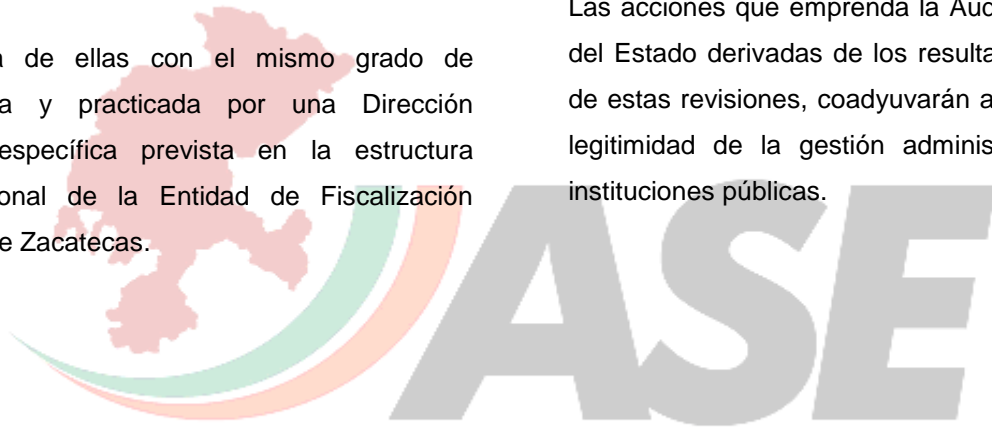 de ellas con el mismo grado de
y practicada por una Dirección
específica prevista en la estructura
de la Entidad de Fiscalización
e Zacatecas.
Las acciones que emprenda la Aud
del Estado derivadas de los resulta
de estas revisiones, coadyuvarán a
legitimidad de la gestión adminis
instituciones públicas.
ASE